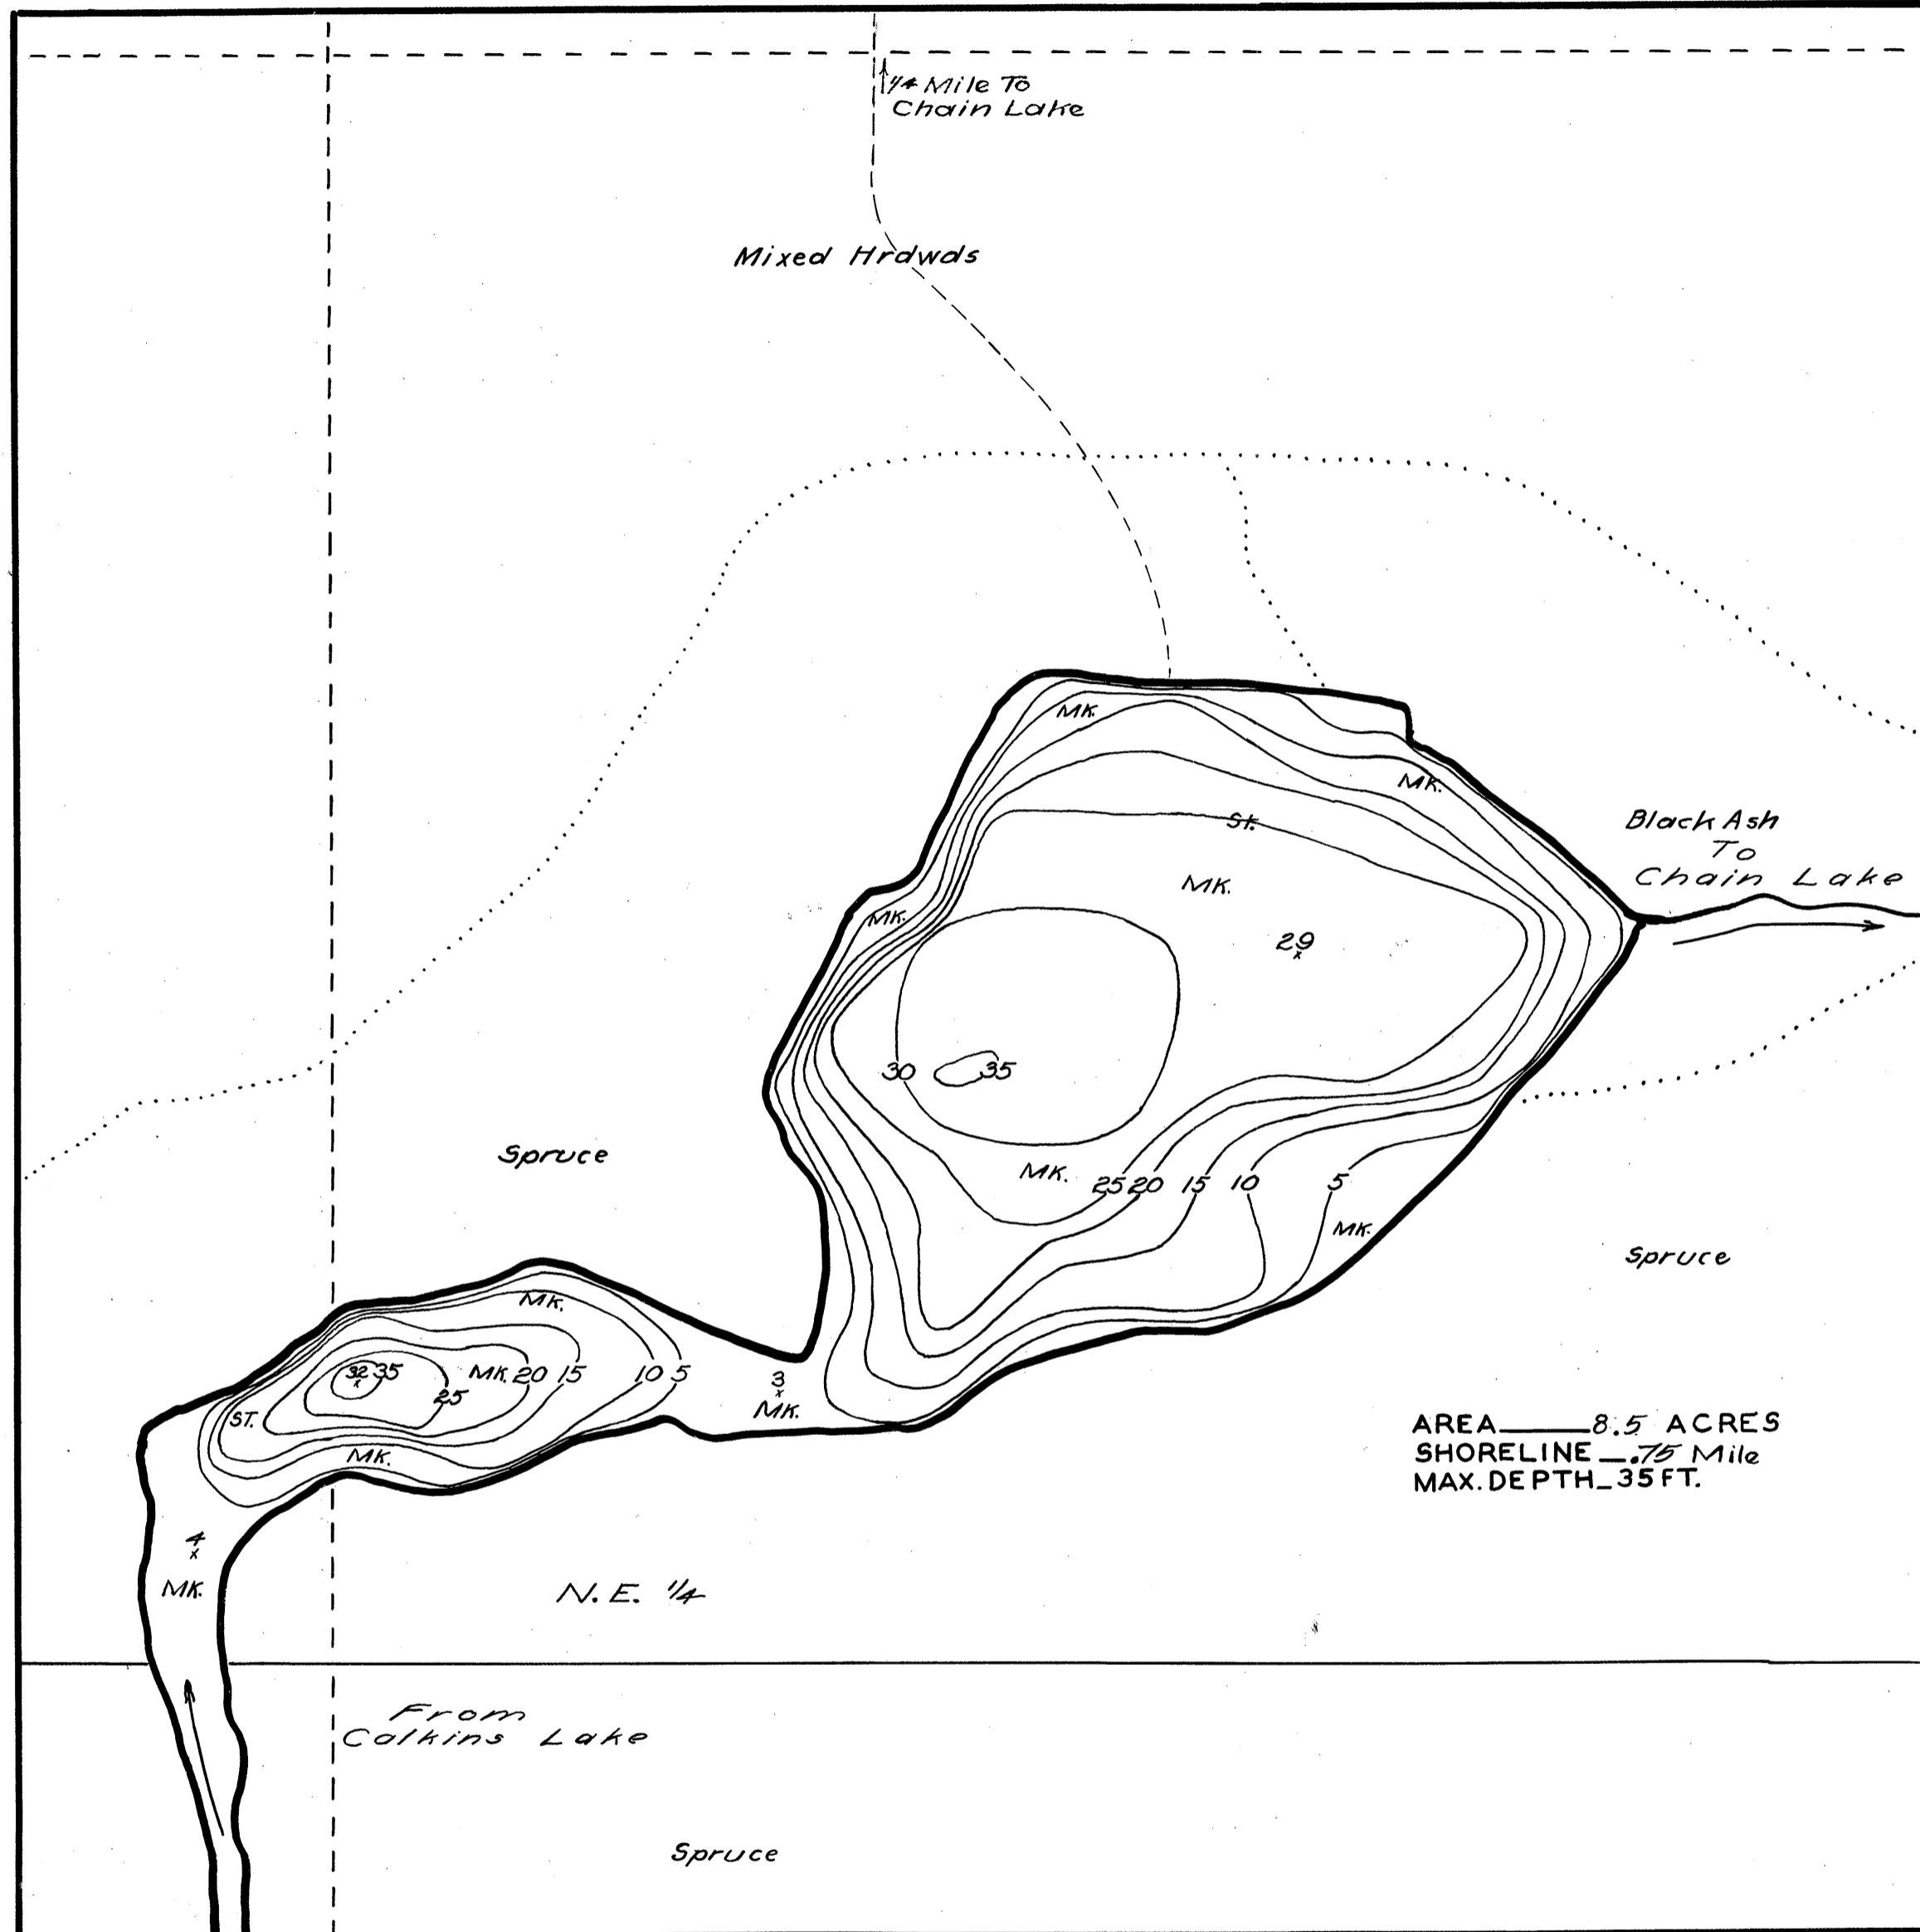 1/4 Mile To
Chain Lake
Mixed Hrdwds
MK.
MK.
St.
Black Ash
To
Chain Lake
MK.
MK.
29
x
30
35
Spruce
MK.
25 20 15 10 5
MK.
Spruce
MK.
32 35
x
MK. 20 15 10 5
25
3
x
MK.
ST.
MK.
AREA 8.5 ACRES
SHORELINE .75 Mile
MAX. DEPTH 35 FT.
4
x
MK.
N.E. 1/4
From
Calkins Lake
Spruce